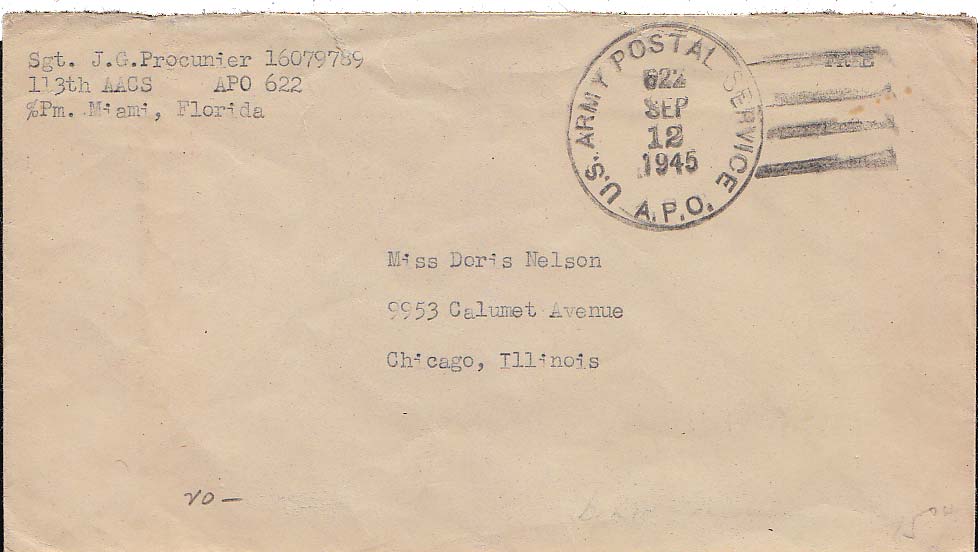 Sgt. J.G.Procunier 16079789
113th AACS APO 622
%Pm. Miami, Florida
U.S. ARMY POSTAL SERVICE
622
SEP
12
1945
A.P.O.
FREE
Miss Doris Nelson
9953 Calumet Avenue
Chicago, Illinois